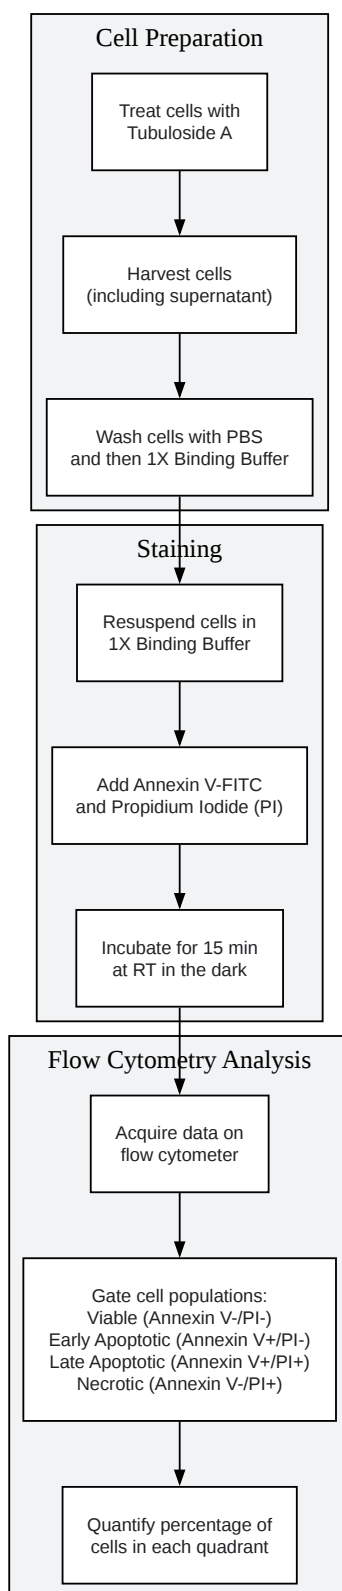 Cell Preparation
Treat cells with
Tubuloside A
Harvest cells
(including supernatant)
Wash cells with PBS
and then 1X Binding Buffer
Staining
Resuspend cells in
1X Binding Buffer
Add Annexin V-FITC
and Propidium Iodide (PI)
Incubate for 15 min
at RT in the dark
Flow Cytometry Analysis
Acquire data on
flow cytometer
Gate cell populations:
Viable (Annexin V-/PI-)
Early Apoptotic (Annexin V+/PI-)
Late Apoptotic (Annexin V+/PI+)
Necrotic (Annexin V-/PI+)
Quantify percentage of
cells in each quadrant